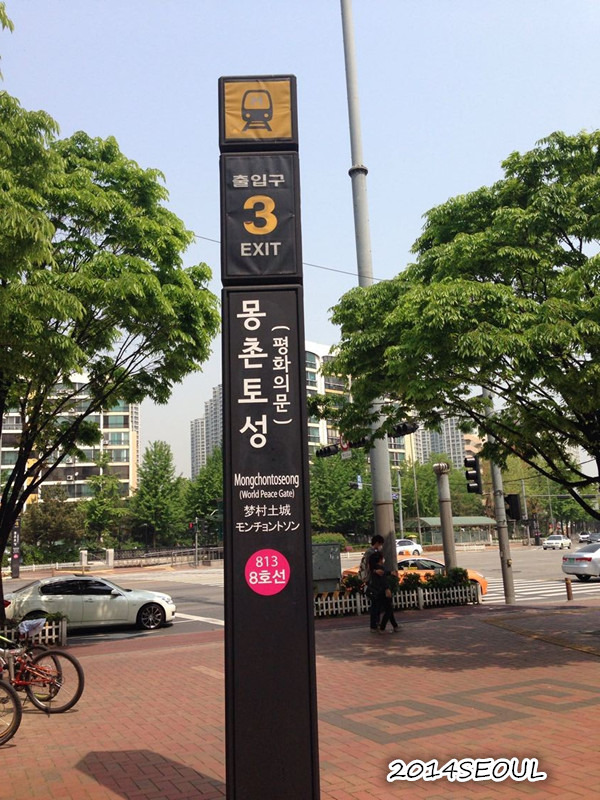 출입구
3
EXIT
몽촌토성
(평화의문)
Mongchontoseong
(World Peace Gate)
梦村土城
モンチョントソン
813
8호선
2014SEOUL